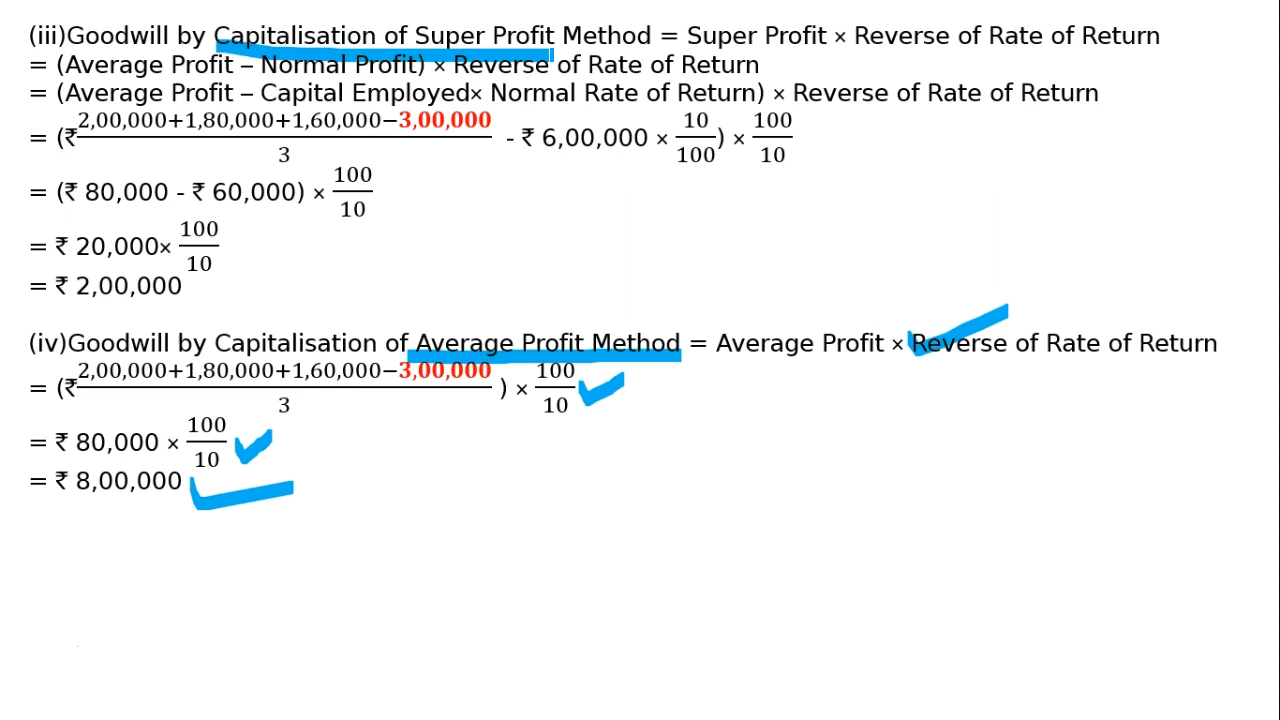 (iii)Goodwill by Capitalisation of Super Profit Method = Super Profit × Reverse of Rate of Return
= (Average Profit – Normal Profit) × Reverse of Rate of Return
= (Average Profit – Capital Employed× Normal Rate of Return) × Reverse of Rate of Return
= (₹ 2,00,000+1,80,000+1,60,000−3,00,000 / 3 - ₹ 6,00,000 × 10/100) × 100/10
= (₹ 80,000 - ₹ 60,000) × 100/10
= ₹ 20,000× 100/10
= ₹ 2,00,000
(iv)Goodwill by Capitalisation of Average Profit Method = Average Profit × Reverse of Rate of Return
= (₹ 2,00,000+1,80,000+1,60,000−3,00,000 / 3 ) × 100/10
= ₹ 80,000 × 100/10
= ₹ 8,00,000